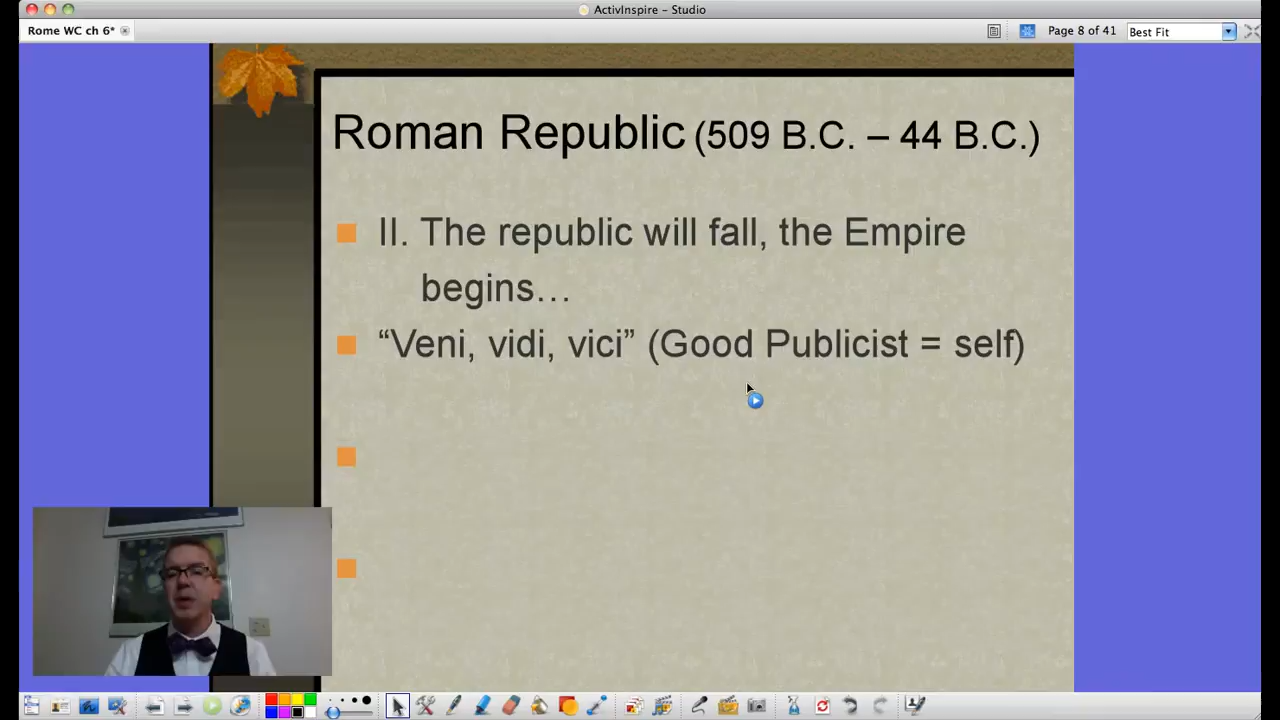 ActivInspire – Studio
Rome WC ch 6*
Page 8 of 41
Best Fit
Roman Republic (509 B.C. – 44 B.C.)
II. The republic will fall, the Empire
begins…
“Veni, vidi, vici” (Good Publicist = self)